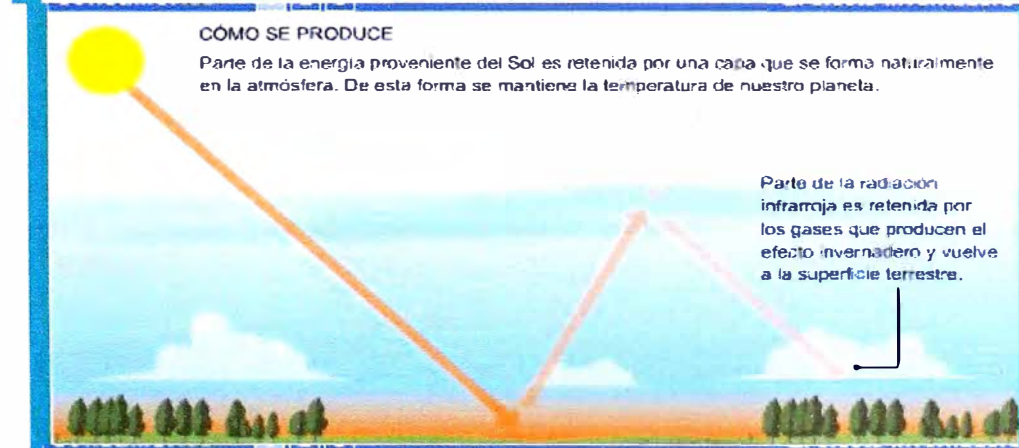 CÓMO SE PRODUCE
Parte de la energía proveniente del Sol es retenida por una capa que se forma naturalmente
en la atmósfera. De esta forma se mantiene la temperatura de nuestro planeta.
Parte de la radiación
infrarroja es retenida por
los gases que producen el
efecto invernadero y vuelve
a la superficie terrestre.